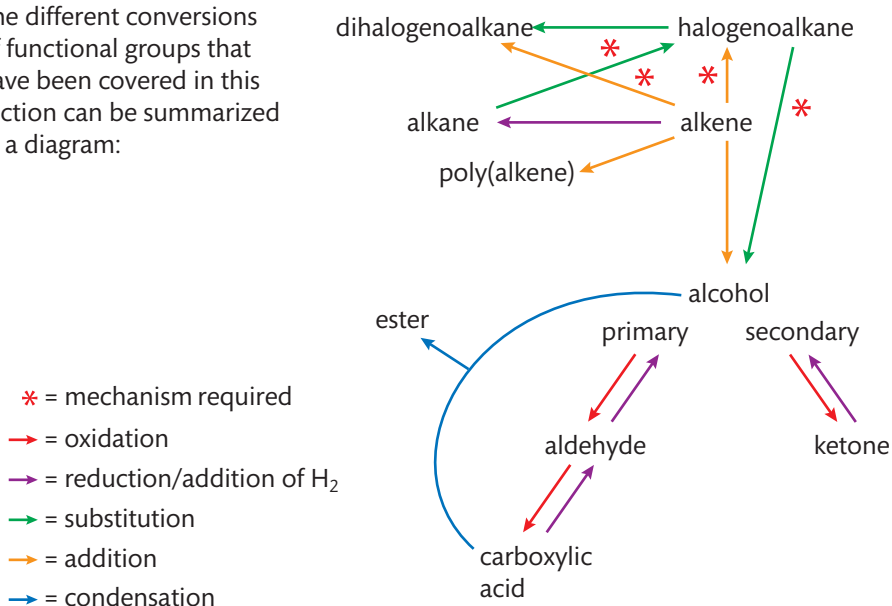 ne different conversions
f functional groups that
ave been covered in this
ction can be summarized
a diagram:
dihalogenoalkane
halogenoalkane
*
*
*
*
alkane
alkene
poly(alkene)
alcohol
ester
primary
secondary
aldehyde
ketone
carboxylic
acid
* = mechanism required
= oxidation
= reduction/addition of H₂
= substitution
= addition
= condensation